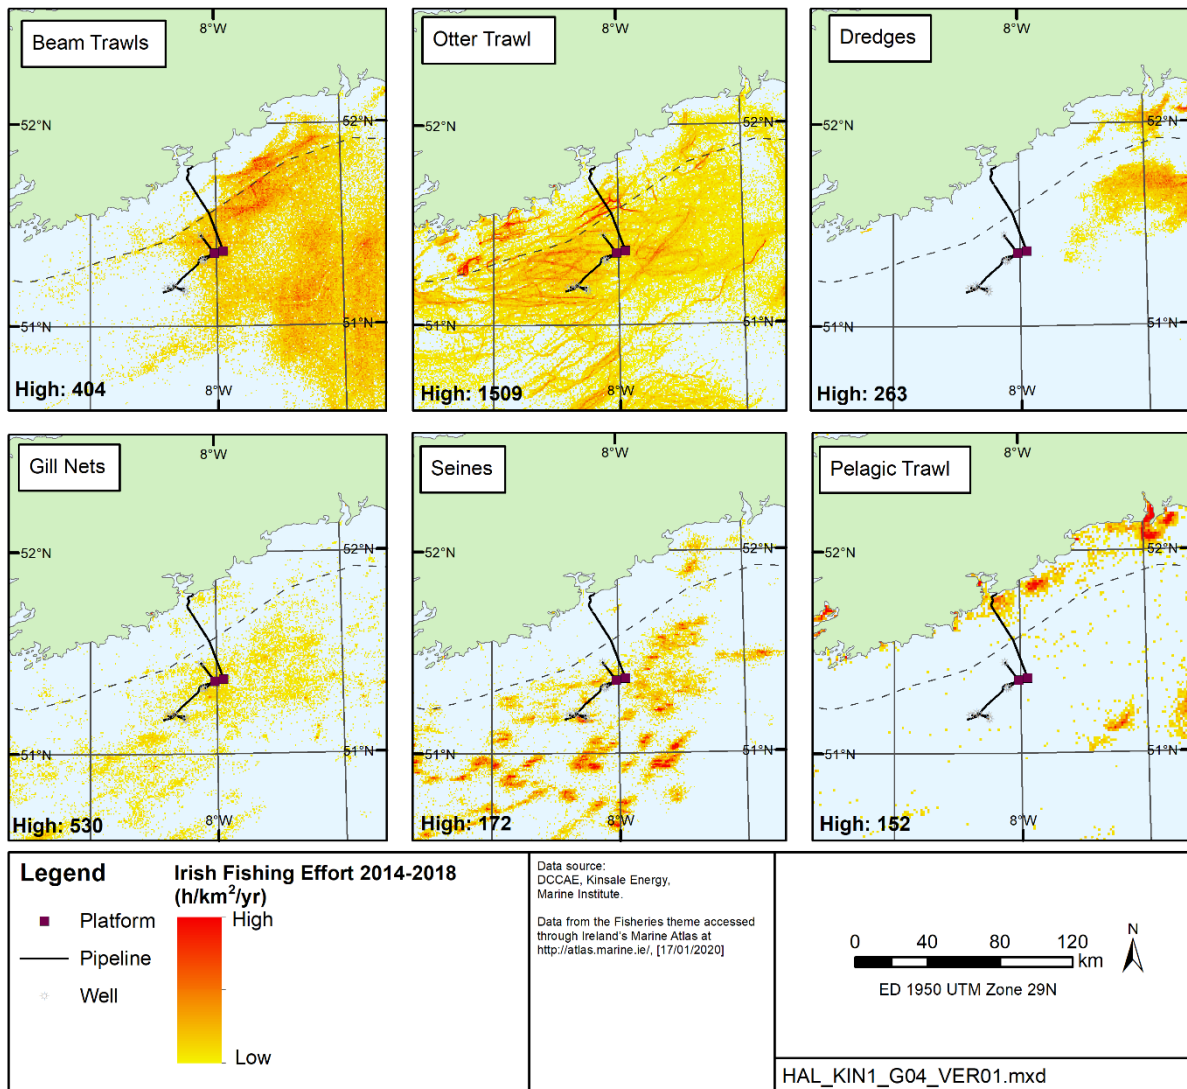 Beam Trawls
8°W
52°N
52°N
51°N
51°N
8°W
High: 404
Otter Trawl
8°W
52°N
52°N
51°N
51°N
8°W
High: 1509
Dredges
8°W
52°N
52°N
51°N
51°N
8°W
High: 263
Gill Nets
8°W
52°N
52°N
51°N
51°N
8°W
High: 530
Seines
8°W
52°N
52°N
51°N
51°N
8°W
High: 172
Pelagic Trawl
8°W
52°N
52°N
51°N
51°N
8°W
High: 152
Legend
Platform
Pipeline
Well
Irish Fishing Effort 2014-2018
(h/km²/yr)
High
Low
Data source:
DCCAE, Kinsale Energy,
Marine Institute.
Data from the Fisheries theme accessed
through Ireland's Marine Atlas at
http://atlas.marine.ie/, [17/01/2020]
0 40 80 120
km
N
ED 1950 UTM Zone 29N
HAL_KIN1_G04_VER01.mxd